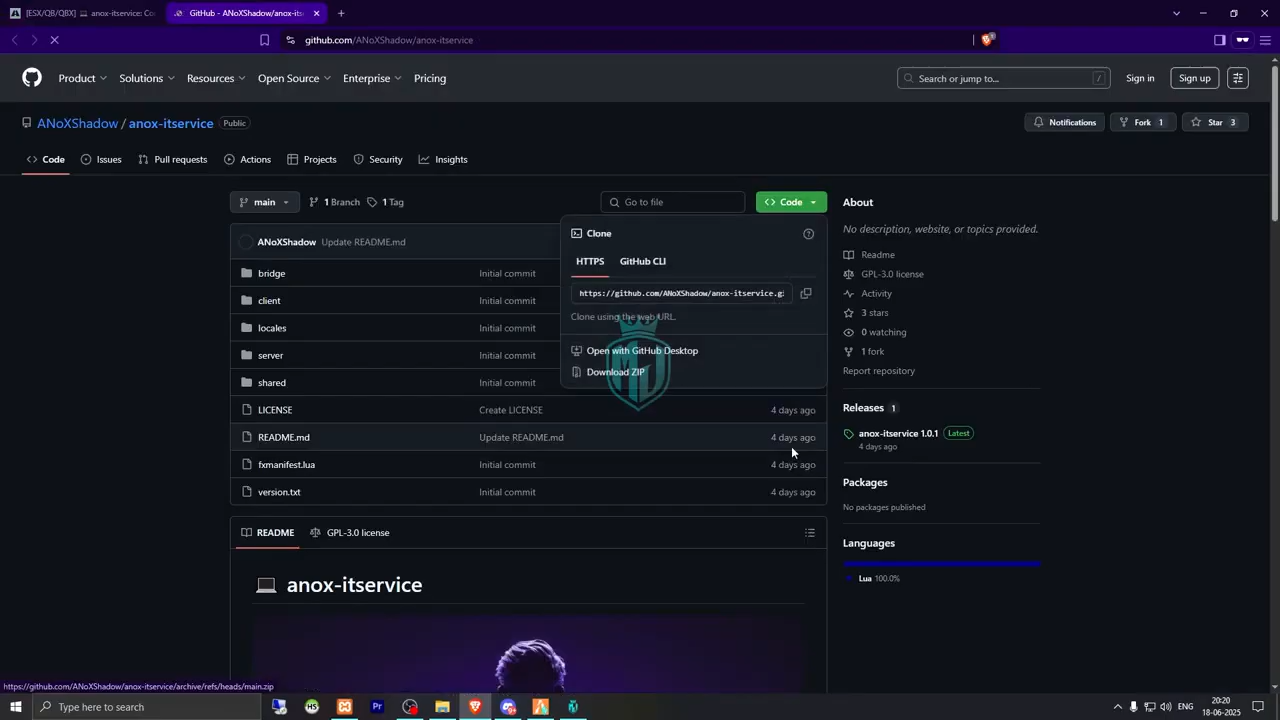 [ESX/QB/QBX] 💻 anox-itservice: Co
GitHub - ANoXShadow/anox-its
github.com/ANoXShadow/anox-itservice
Product Solutions Resources Open Source Enterprise Pricing
Search or jump to... /
Sign in Sign up
ANoXShadow / anox-itservice Public
Notifications Fork 1 Star 3
Code Issues Pull requests Actions Projects Security Insights
main 1 Branch 1 Tag Go to file Code
ANoXShadow Update README.md
bridge Initial commit
client Initial commit
locales Initial commit
server Initial commit
shared Initial commit
LICENSE Create LICENSE 4 days ago
README.md Update README.md 4 days ago
fxmanifest.lua Initial commit 4 days ago
version.txt Initial commit 4 days ago
Clone
HTTPS GitHub CLI
https://github.com/ANoXShadow/anox-itservice.g
Clone using the web URL.
Open with GitHub Desktop
Download ZIP
README GPL-3.0 license
anox-itservice
About
No description, website, or topics provided.
Readme
GPL-3.0 license
Activity
3 stars
0 watching
1 fork
Report repository
Releases 1
anox-itservice 1.0.1 Latest
4 days ago
Packages
No packages published
Languages
Lua 100.0%
https://github.com/ANoXShadow/anox-itservice/archive/refs/heads/main.zip
Type here to search
HS
Pr
ENG
20:20
18-06-2025